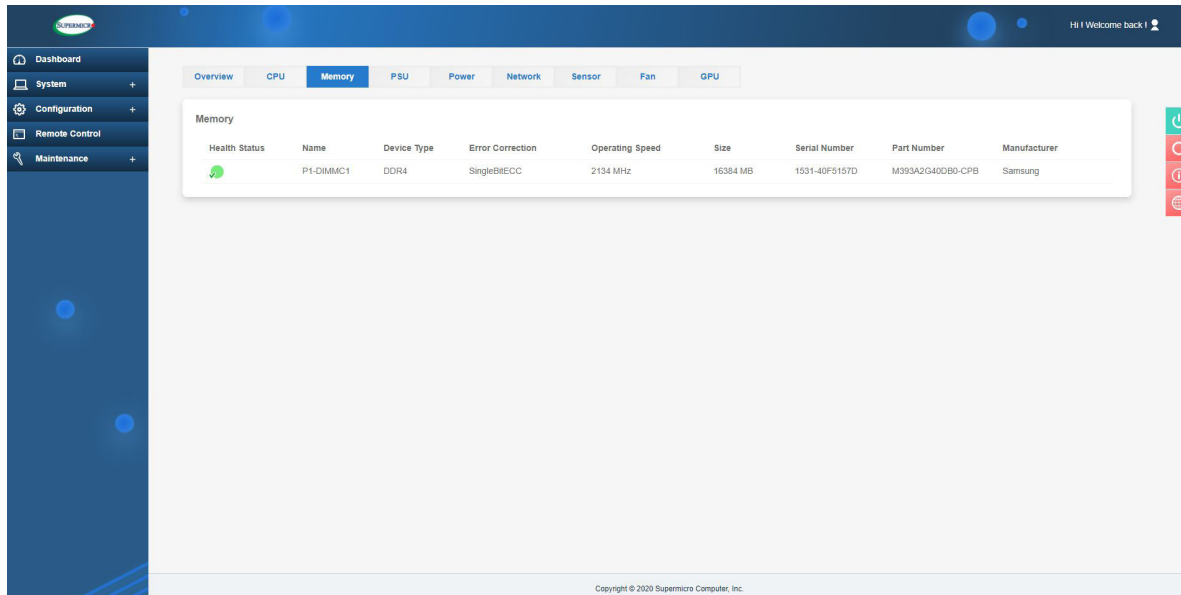 SUPERMICRO
Hi ! Welcome back !
Dashboard
System +
Configuration +
Remote Control
Maintenance +
Overview CPU Memory PSU Power Network Sensor Fan GPU
Memory
Health Status Name Device Type Error Correction Operating Speed Size Serial Number Part Number Manufacturer
P1-DIMMC1 DDR4 SingleBitECC 2134 MHz 16384 MB 1531-40F5157D M393A2G40DB0-CPB Samsung
Copyright © 2020 Supermicro Computer, Inc.